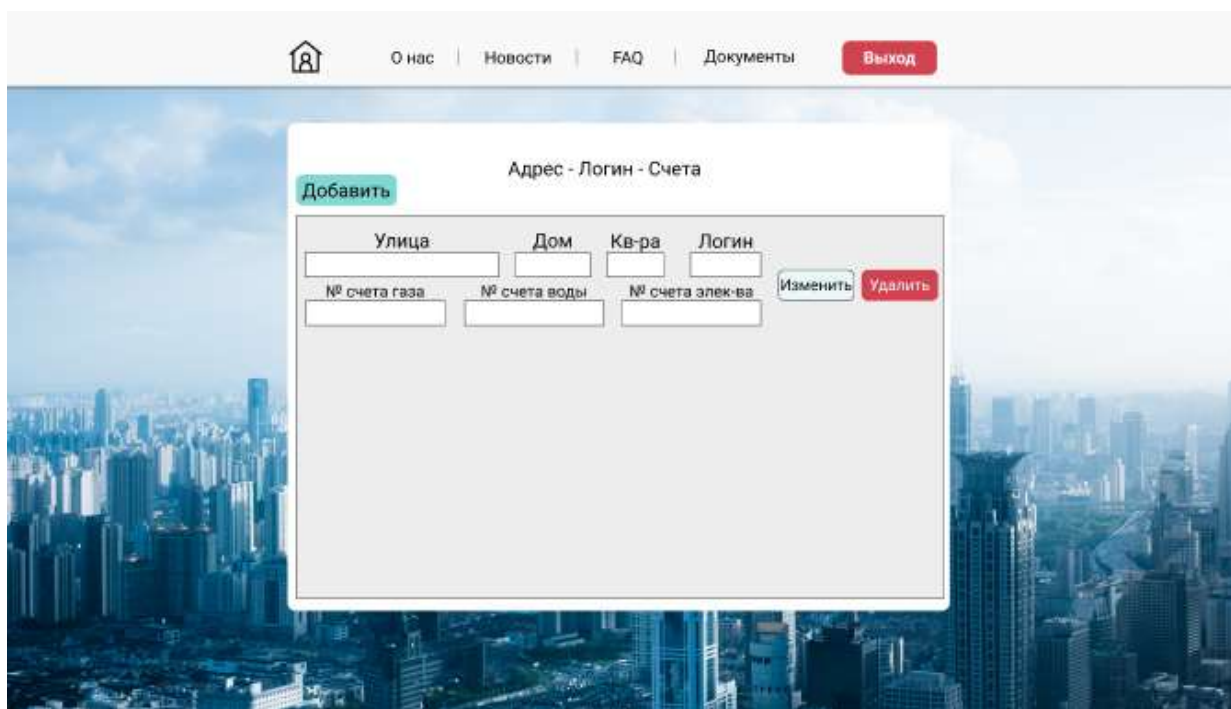 О нас | Новости | FAQ | Документы Выход
Адрес - Логин - Счета
Добавить
Улица Дом Кв-ра Логин
№ счета газа № счета воды № счета элек-ва
Изменить Удалить